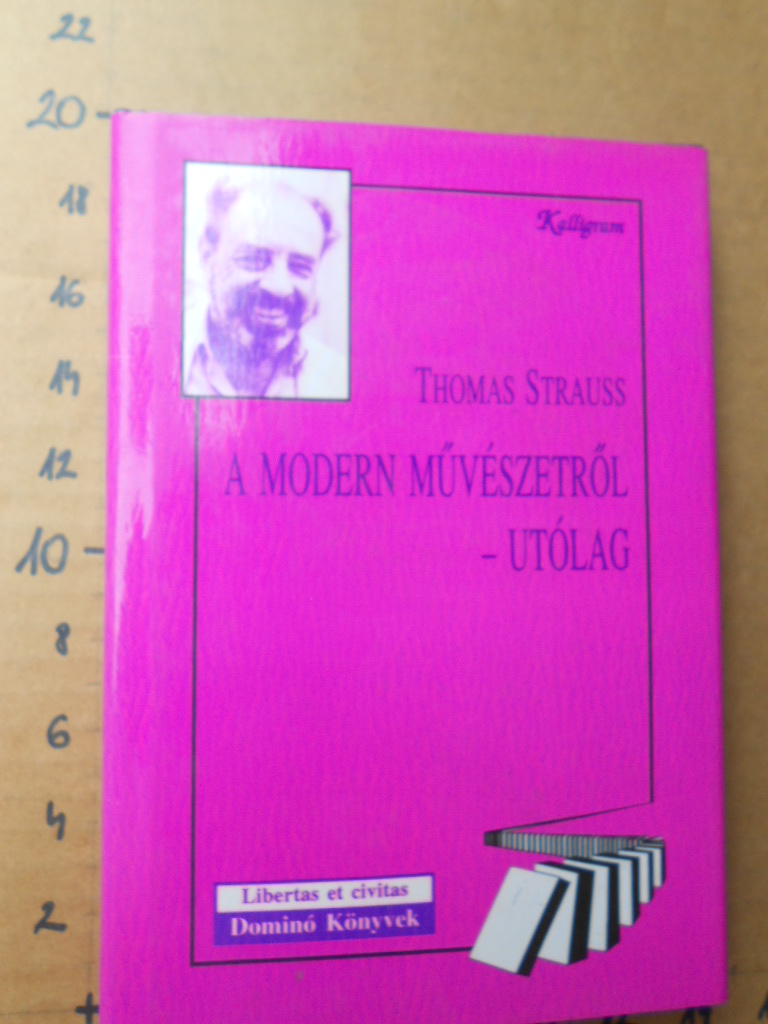 22
20
18
16
14
12
10
8
6
4
2
Kalligram
THOMAS STRAUSS
A MODERN MŰVÉSZETRŐL
– UTÓLAG
Libertas et civitas
Dominó Könyvek